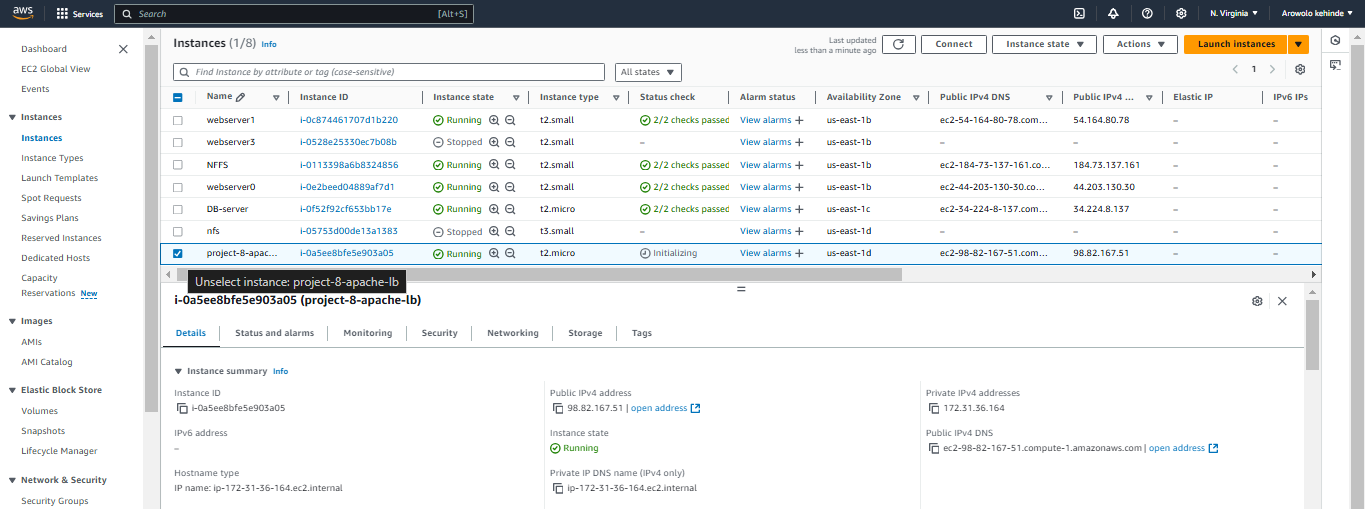 aws
Services
Search
[Alt+S]
N. Virginia
Arowolo kehinde
Dashboard
EC2 Global View
Events
Instances
Instances
Instance Types
Launch Templates
Spot Requests
Savings Plans
Reserved Instances
Dedicated Hosts
Capacity
Reservations New
Images
AMIs
AMI Catalog
Elastic Block Store
Volumes
Snapshots
Lifecycle Manager
Network & Security
Security Groups
Instances (1/8) Info
Last updated
less than a minute ago
Connect
Instance state
Actions
Launch instances
Find Instance by attribute or tag (case-sensitive)
All states
1
Name Instance ID Instance state Instance type Status check Alarm status Availability Zone Public IPv4 DNS Public IPv4 ... Elastic IP IPv6 IPs
webserver1 i-0c874461707d1b220 Running t2.small 2/2 checks passed View alarms + us-east-1b ec2-54-164-80-78.com... 54.164.80.78 – –
webserver3 i-0528e25330ec7b08b Stopped t2.small – View alarms + us-east-1b – – – –
NFFS i-0113398a6b8324856 Running t2.small 2/2 checks passed View alarms + us-east-1b ec2-184-73-137-161.co... 184.73.137.161 – –
webserver0 i-0e2beed04889af7d1 Running t2.small 2/2 checks passed View alarms + us-east-1b ec2-44-203-130-30.co... 44.203.130.30 – –
DB-server i-0f52f92cf653bb17e Running t2.micro 2/2 checks passed View alarms + us-east-1c ec2-34-224-8-137.com... 34.224.8.137 – –
nfs i-05753d00de13a1383 Stopped t3.small – View alarms + us-east-1d – – – –
project-8-apac... i-0a5ee8bfe5e903a05 Running t2.micro Initializing View alarms + us-east-1d ec2-98-82-167-51.com... 98.82.167.51 – –
Unselect instance: project-8-apache-lb
i-0a5ee8bfe5e903a05 (project-8-apache-lb)
Details Status and alarms Monitoring Security Networking Storage Tags
Instance summary Info
Instance ID
i-0a5ee8bfe5e903a05
Public IPv4 address
98.82.167.51 | open address
Private IPv4 addresses
172.31.36.164
IPv6 address
–
Instance state
Running
Public IPv4 DNS
ec2-98-82-167-51.compute-1.amazonaws.com | open address
Hostname type
IP name: ip-172-31-36-164.ec2.internal
Private IP DNS name (IPv4 only)
ip-172-31-36-164.ec2.internal